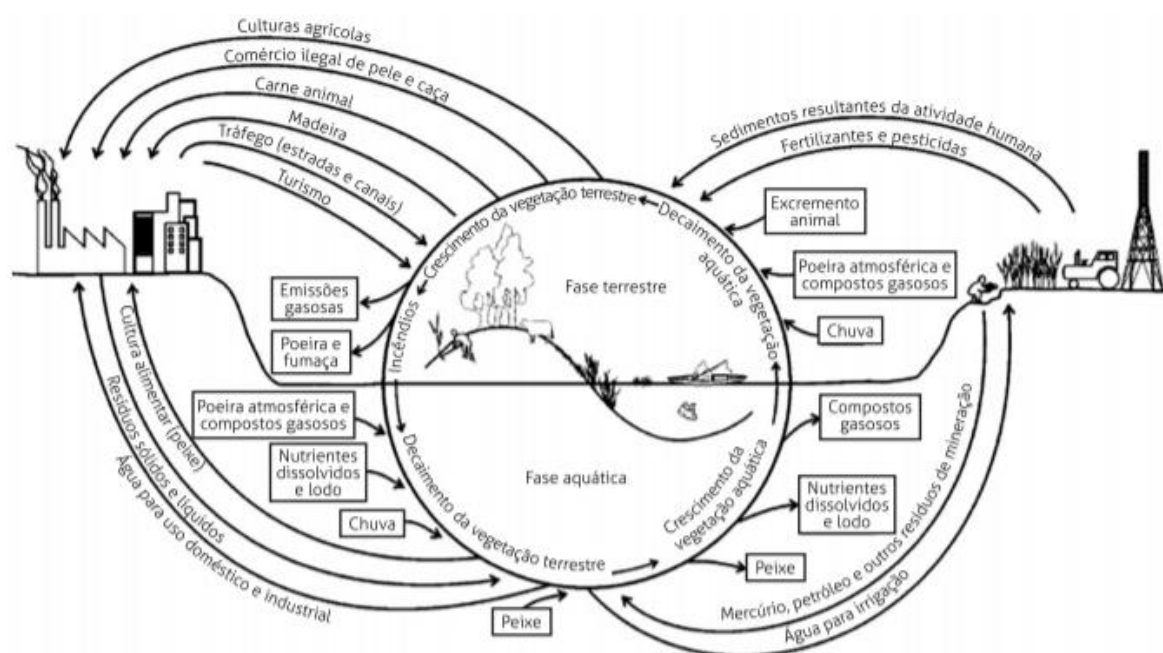 Culturas agrícolas
Comércio ilegal de pele e caça
Carne animal
Madeira
Tráfego (estradas e canais)
Turismo
Sedimentos resultantes da atividade humana
Fertilizantes e pesticidas
Excremento
animal
Poeira atmosférica e
compostos gasosos
Chuva
Crescimento da vegetação terrestre
Decaimento da vegetação
aquática
Fase terrestre
Emissões
gasosas
Poeira e
fumaça
Incêndios
Poeira atmosférica e
compostos gasosos
Nutrientes
dissolvidos
e lodo
Chuva
Decaimento da vegetação terrestre
Fase aquática
Crescimento da
vegetação aquática
Compostos
gasosos
Nutrientes
dissolvidos
e lodo
Peixe
Peixe
Cultura alimentar (peixe)
Resíduos sólidos e líquidos
Água para uso doméstico e industrial
Mercúrio, petróleo e outros resíduos de mineração
Água para irrigação